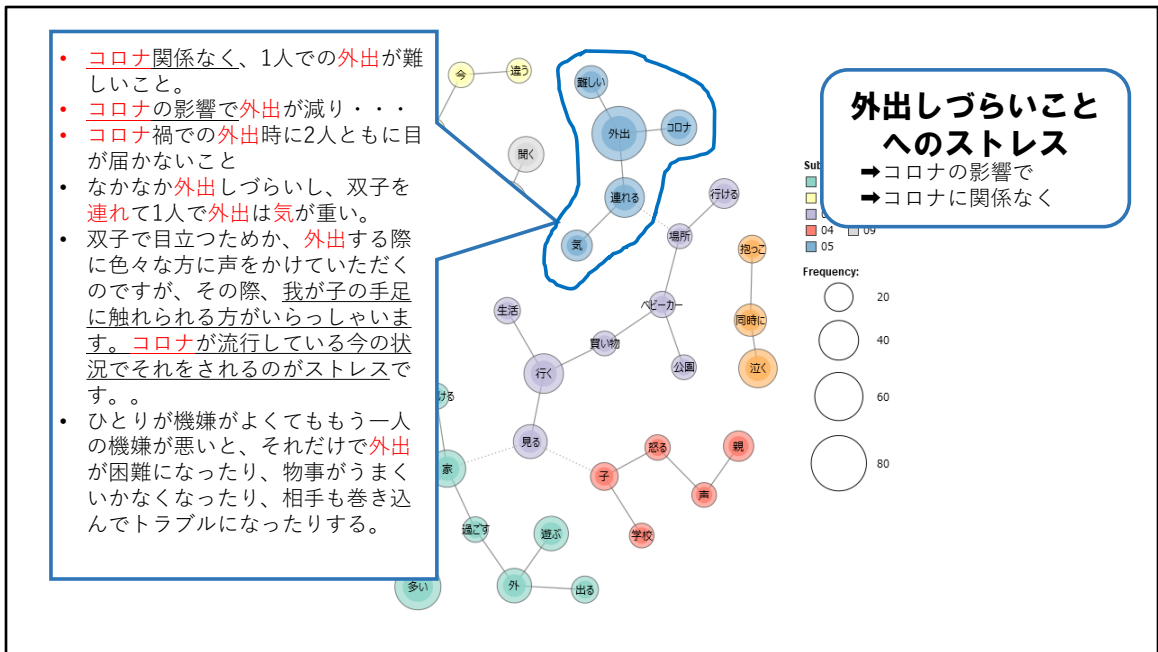 • コロナ関係なく、1人での外出が難
しいこと。
• コロナの影響で外出が減り・・・
• コロナ禍での外出時に2人ともに目
が届かないこと
• なかなか外出しづらいし、双子を
連れて1人で外出は気が重い。
• 双子で目立つためか、外出する際
に色々な方に声をかけていただく
のですが、その際、我が子の手足
に触れられる方がいらっしゃいま
す。コロナが流行している今の状
況でそれをされるのがストレスで
す。。
• ひとりが機嫌がよくてももう一人
の機嫌が悪いと、それだけで外出
が困難になったり、物事がうまく
いかなくなったり、相手も巻き込
んでトラブルになったりする。
今
違う
聞く
難しい
外出
コロナ
連れる
気
行ける
場所
ベビーカー
買い物
公園
生活
行く
見る
抱っこ
同時に
泣く
ける
家
過ごす
遊ぶ
外
出る
多い
子
怒る
声
親
学校
外出しづらいこと
へのストレス
➡コロナの影響で
➡コロナに関係なく
Sub
04
09
05
Frequency:
20
40
60
80